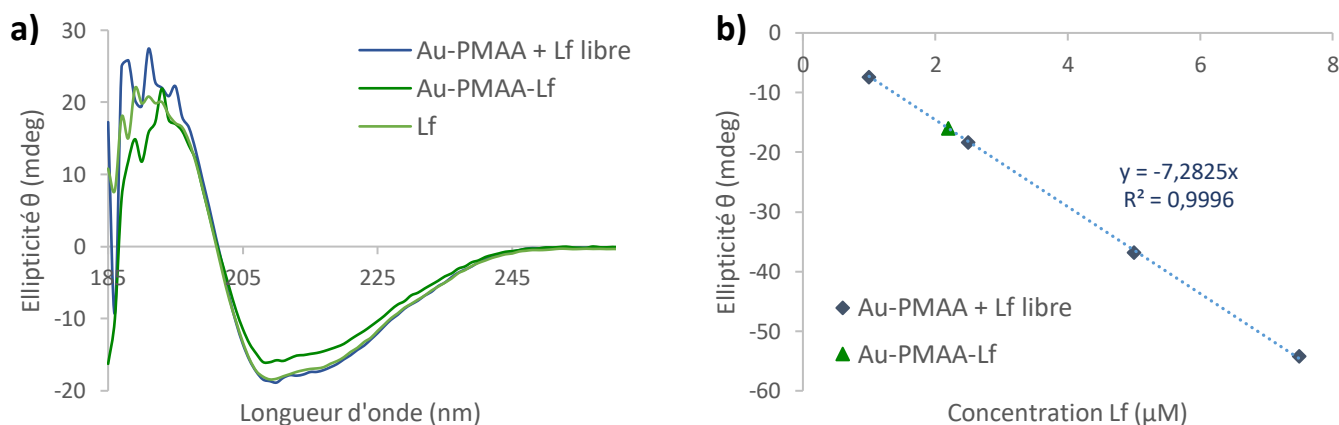 a)
30
20
10
0
-10
-20
185
205
225
245
Ellipticité θ (mdeg)
Longueur d'onde (nm)
Au-PMAA + Lf libre
Au-PMAA-Lf
Lf
b)
0
-10
-20
-30
-40
-50
-60
0
2
4
6
8
Ellipticité θ (mdeg)
Concentration Lf (µM)
y = -7,2825x
R² = 0,9996
Au-PMAA + Lf libre
Au-PMAA-Lf